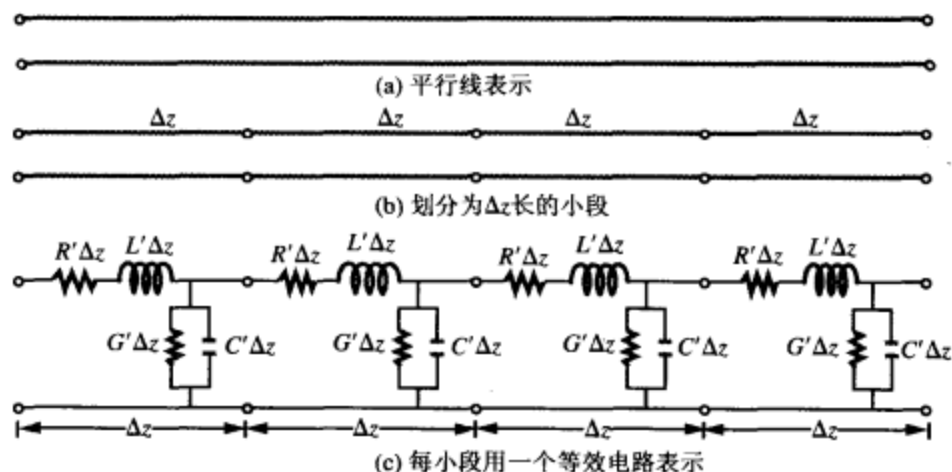 (a) 平行线表示
Δz Δz Δz Δz
(b) 划分为Δz长的小段
R′Δz L′Δz R′Δz L′Δz R′Δz L′Δz R′Δz L′Δz
G′Δz C′Δz G′Δz C′Δz G′Δz C′Δz G′Δz C′Δz
Δz Δz Δz Δz
(c) 每小段用一个等效电路表示